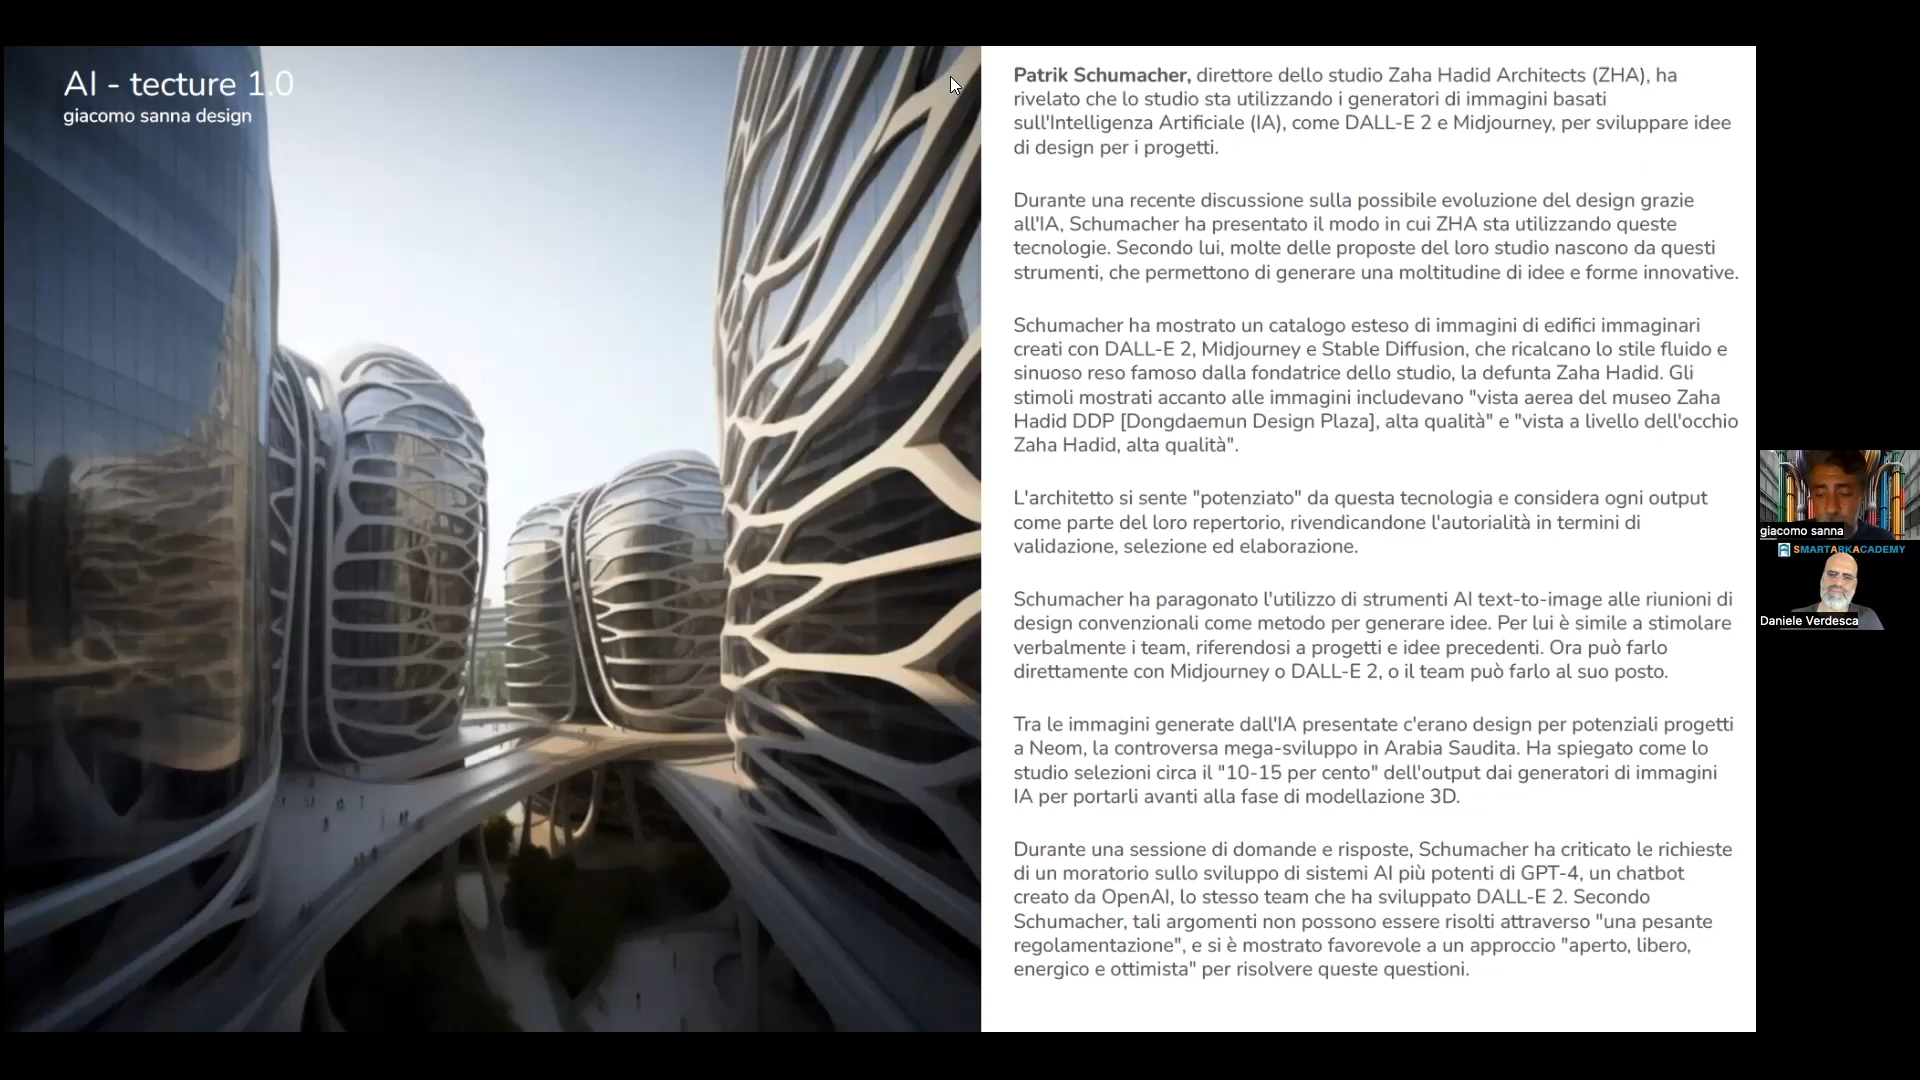 AI - tecture 1.0
giacomo sanna design
Patrik Schumacher, direttore dello studio Zaha Hadid Architects (ZHA), ha
rivelato che lo studio sta utilizzando i generatori di immagini basati
sull'Intelligenza Artificiale (IA), come DALL-E 2 e Midjourney, per sviluppare idee
di design per i progetti.
Durante una recente discussione sulla possibile evoluzione del design grazie
all'IA, Schumacher ha presentato il modo in cui ZHA sta utilizzando queste
tecnologie. Secondo lui, molte delle proposte del loro studio nascono da questi
strumenti, che permettono di generare una moltitudine di idee e forme innovative.
Schumacher ha mostrato un catalogo esteso di immagini di edifici immaginari
creati con DALL-E 2, Midjourney e Stable Diffusion, che ricalcano lo stile fluido e
sinuoso reso famoso dalla fondatrice dello studio, la defunta Zaha Hadid. Gli
stimoli mostrati accanto alle immagini includevano "vista aerea del museo Zaha
Hadid DDP [Dongdaemun Design Plaza], alta qualità" e "vista a livello dell'occhio
Zaha Hadid, alta qualità".
L'architetto si sente "potenziato" da questa tecnologia e considera ogni output
come parte del loro repertorio, rivendicandone l'autorialità in termini di
validazione, selezione ed elaborazione.
Schumacher ha paragonato l'utilizzo di strumenti AI text-to-image alle riunioni di
design convenzionali come metodo per generare idee. Per lui è simile a stimolare
verbalmente i team, riferendosi a progetti e idee precedenti. Ora può farlo
direttamente con Midjourney o DALL-E 2, o il team può farlo al suo posto.
Tra le immagini generate dall'IA presentate c'erano design per potenziali progetti
a Neom, la controversa mega-sviluppo in Arabia Saudita. Ha spiegato come lo
studio selezioni circa il "10-15 per cento" dell'output dai generatori di immagini
IA per portarli avanti alla fase di modellazione 3D.
Durante una sessione di domande e risposte, Schumacher ha criticato le richieste
di un moratorio sullo sviluppo di sistemi AI più potenti di GPT-4, un chatbot
creato da OpenAI, lo stesso team che ha sviluppato DALL-E 2. Secondo
Schumacher, tali argomenti non possono essere risolti attraverso "una pesante
regolamentazione", e si è mostrato favorevole a un approccio "aperto, libero,
energico e ottimista" per risolvere queste questioni.
giacomo sanna
SMARTARKACADEMY
Daniele Verdesca